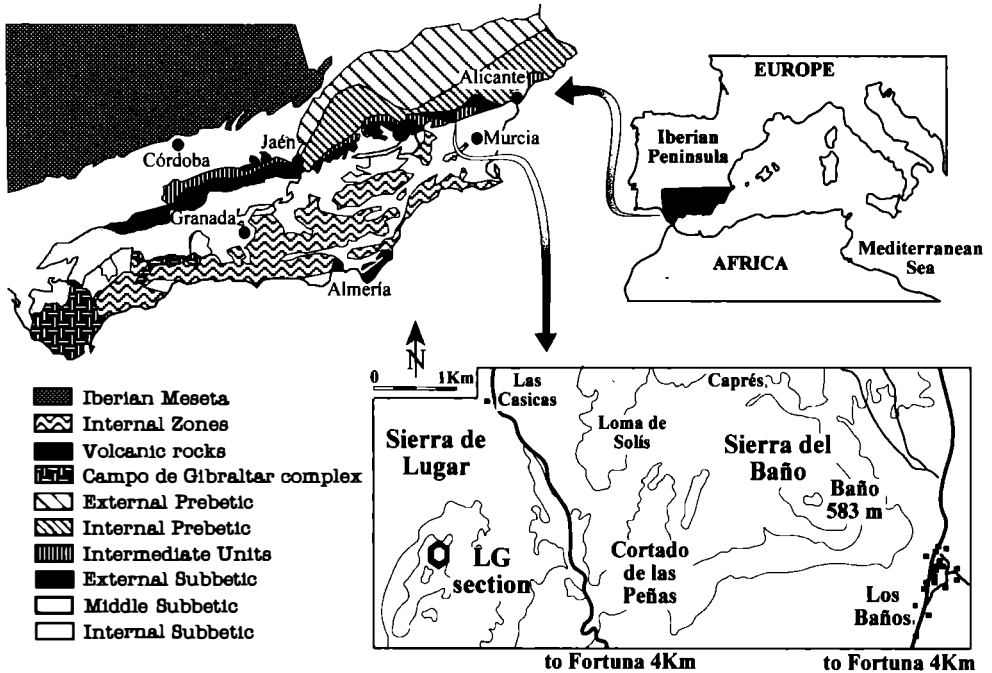 Alicante
Jaén
Murcia
Córdoba
Granada
Almería
EUROPE
Iberian
Peninsula
AFRICA
Mediterranean
Sea
N
0 1Km
Iberian Meseta
Internal Zones
Volcanic rocks
Campo de Gibraltar complex
External Prebetic
Internal Prebetic
Intermediate Units
External Subbetic
Middle Subbetic
Internal Subbetic
Las
Casicas
Caprés
Loma de
Solís
Sierra de
Lugar
Sierra del
Baño
Baño
583 m
LG
section
Cortado
de las
Peñas
Los
Baños
to Fortuna 4Km
to Fortuna 4Km